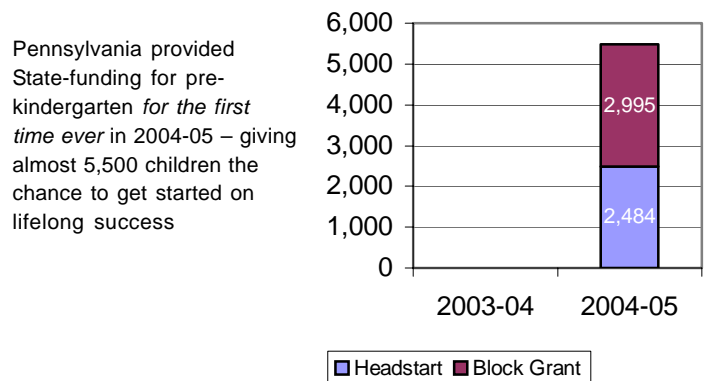 Pennsylvania provided
State-funding for pre-
kindergarten for the first
time ever in 2004-05 – giving
almost 5,500 children the
chance to get started on
lifelong success
6,000
5,000
4,000
3,000
2,000
1,000
0
2,995
2,484
2003-04 2004-05
Headstart Block Grant